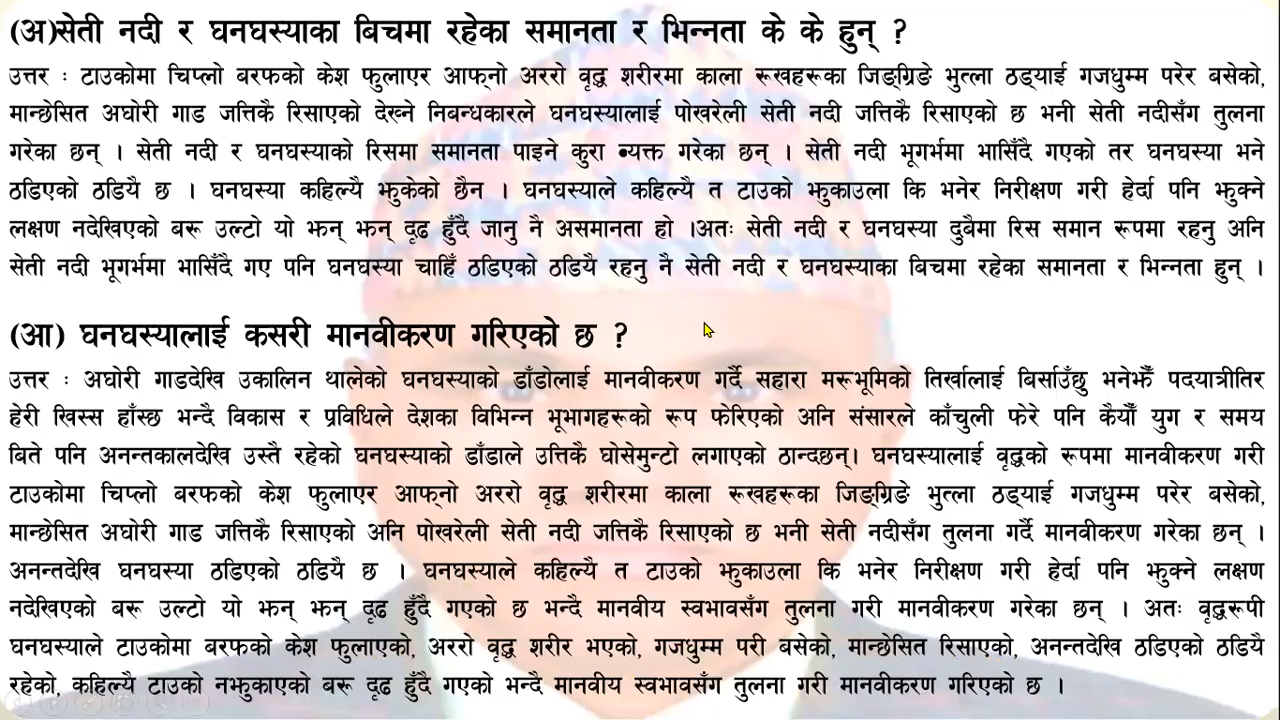 (अ)सेती नदी र घनघस्याका बिचमा रहेका समानता र भिन्नता के के हुन् ?
उत्तर : टाउकोमा चिप्लो बरफको केश फुलाएर आफ्नो अररो वृद्ध शरीरमा काला रूखहरूका जिङ्ग्रिङे भुत्ला ठड्याई गजधुम्म परेर बसेको,
मान्छेसित अघोरी गाड जत्तिकै रिसाएको देख्ने निबन्धकारले घनघस्यालाई पोखरेली सेती नदी जत्तिकै रिसाएको छ भनी सेती नदीसँग तुलना
गरेका छन् । सेती नदी र घनघस्याको रिसमा समानता पाइने कुरा •यक्त गरेका छन् । सेती नदी भूगर्भमा भासिँदै गएको तर घनघस्या भने
ठडिएको ठडियै छ । घनघस्या कहिल्यै झुकेको छैन । घनघस्याले कहिल्यै त टाउको झुकाउला कि भनेर निरीक्षण गरी हेर्दा पनि झुक्ने
लक्षण नदेखिएको बरू उल्टो यो झन् झन् दृढ हुँदै जानु नै असमानता हो ।अतः सेती नदी र घनघस्या दुबैमा रिस समान रूपमा रहनु अनि
सेती नदी भूगर्भमा भासिँदै गए पनि घनघस्या चाहिँ ठडिएको ठडियै रहनु नै सेती नदी र घनघस्याका बिचमा रहेका समानता र भिन्नता हुन् ।
(आ) घनघस्यालाई कसरी मानवीकरण गरिएको छ ?
उत्तर : अघोरी गाडदेखि उकालिन थालेको घनघस्याको डाँडोलाई मानवीकरण गर्दै सहारा मरूभूमिको तिर्खालाई बिर्साउँछु भनेझैँ पदयात्रीतिर
हेरी खिस्स हाँस्छ भन्दै विकास र प्रविधिले देशका विभिन्न भूभागहरूको रूप फेरिएको अनि संसारले काँचुली फेरे पनि कैयौँ युग र समय
बिते पनि अनन्तकालदेखि उस्तै रहेको घनघस्याको डाँडाले उत्तिकै घोसेमुन्टो लगाएको ठान्दछन्। घनघस्यालाई वृद्धको रूपमा मानवीकरण गरी
टाउकोमा चिप्लो बरफको केश फुलाएर आफ्नो अररो वृद्ध शरीरमा काला रूखहरूका जिङ्ग्रिङे भुत्ला ठड्याई गजधुम्म परेर बसेको,
मान्छेसित अघोरी गाड जत्तिकै रिसाएको अनि पोखरेली सेती नदी जत्तिकै रिसाएको छ भनी सेती नदीसँग तुलना गर्दै मानवीकरण गरेका छन् ।
अनन्तदेखि घनघस्या ठडिएको ठडियै छ । घनघस्याले कहिल्यै त टाउको झुकाउला कि भनेर निरीक्षण गरी हेर्दा पनि झुक्ने लक्षण
नदेखिएको बरू उल्टो यो झन् झन् दृढ हुँदै गएको छ भन्दै मानवीय स्वभावसँग तुलना गरी मानवीकरण गरेका छन् । अतः वृद्धरूपी
घनघस्याले टाउकोमा बरफको केश फुलाएको, अररो वृद्ध शरीर भएको, गजधुम्म परी बसेको, मान्छेसित रिसाएको, अनन्तदेखि ठडिएको ठडियै
रहेको, कहिल्यै टाउको नझुकाएको बरू दृढ हुँदै गएको भन्दै मानवीय स्वभावसँग तुलना गरी मानवीकरण गरिएको छ ।